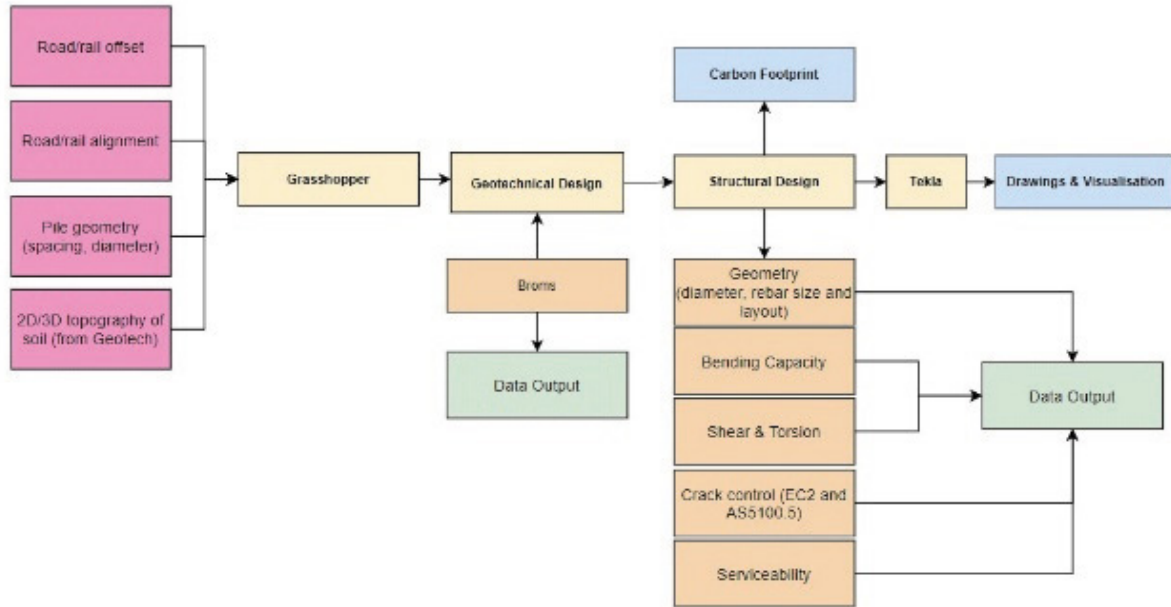 Road/rail offset
Road/rail alignment
Pile geometry
(spacing, diameter)
2D/3D topography of
soil (from Geotech)
Grasshopper
Geotechnical Design
Broms
Data Output
Carbon Footprint
Structural Design
Tekla
Drawings & Visualisation
Geometry
(diameter, rebar size and
layout)
Bending Capacity
Shear & Torsion
Crack control (EC2 and
AS5100.5)
Serviceability
Data Output